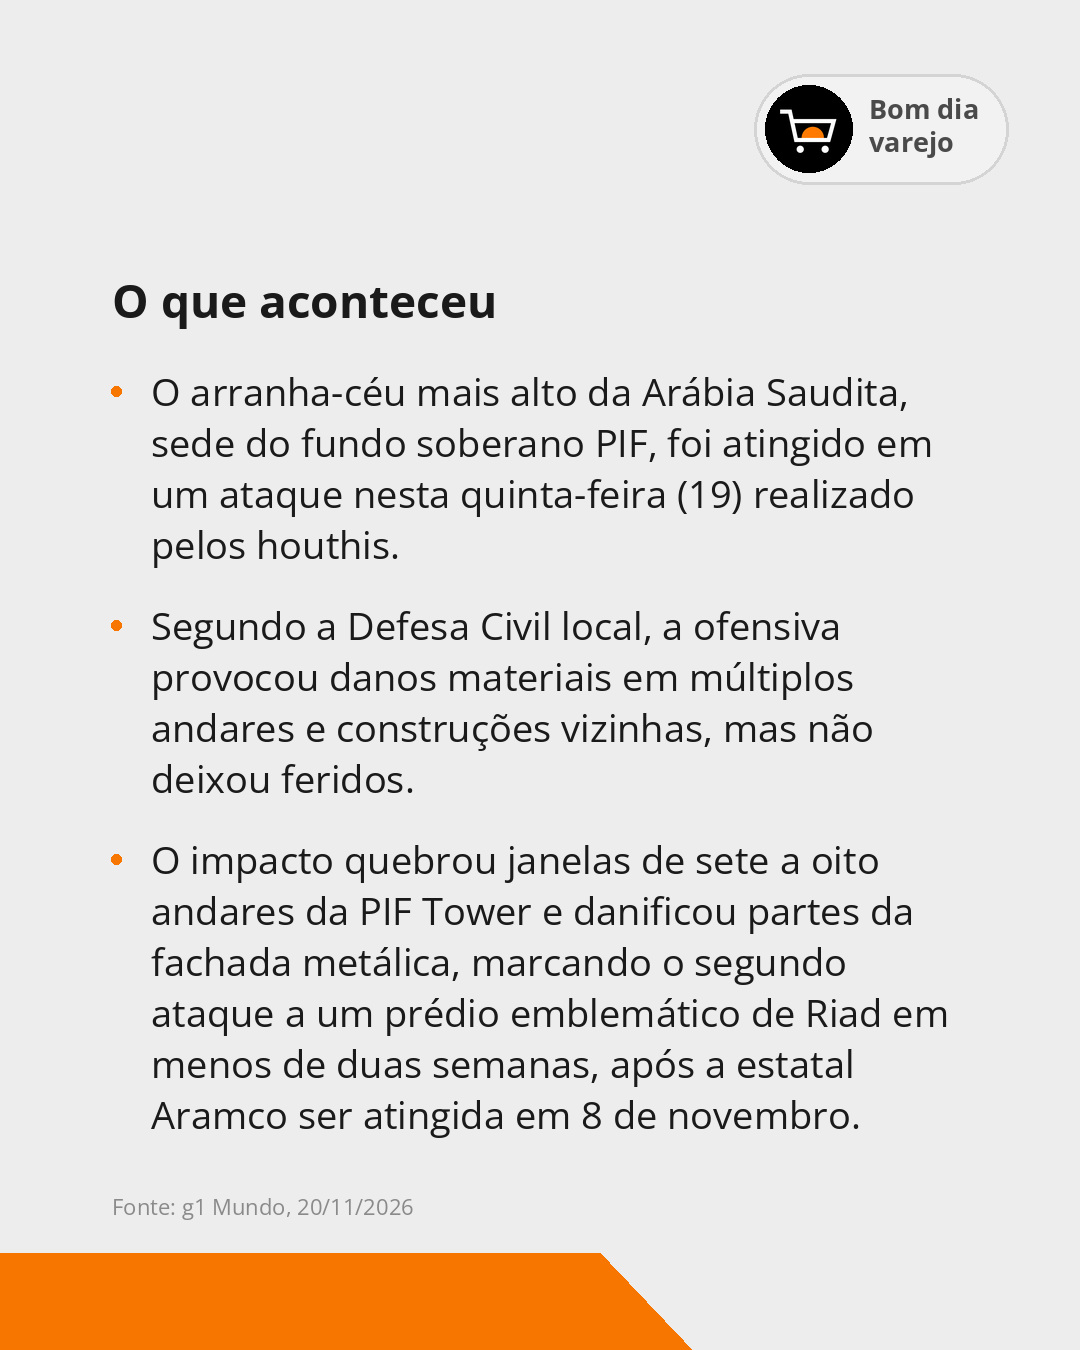 Bom dia
varejo
O que aconteceu
• O arranha-céu mais alto da Arábia Saudita,
sede do fundo soberano PIF, foi atingido em
um ataque nesta quinta-feira (19) realizado
pelos houthis.
• Segundo a Defesa Civil local, a ofensiva
provocou danos materiais em múltiplos
andares e construções vizinhas, mas não
deixou feridos.
• O impacto quebrou janelas de sete a oito
andares da PIF Tower e danificou partes da
fachada metálica, marcando o segundo
ataque a um prédio emblemático de Riad em
menos de duas semanas, após a estatal
Aramco ser atingida em 8 de novembro.
Fonte: g1 Mundo, 20/11/2026